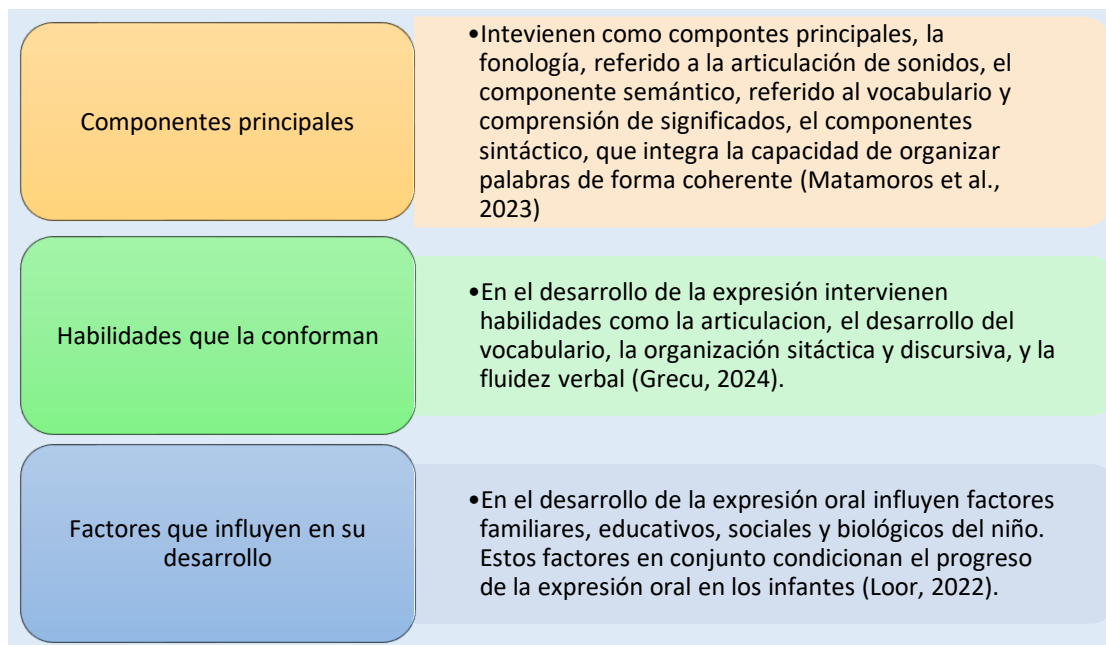 Componentes principales
•Intevienen como compontes principales, la
fonología, referido a la articulación de sonidos, el
componente semántico, referido al vocabulario y
comprensión de significados, el componentes
sintáctico, que integra la capacidad de organizar
palabras de forma coherente (Matamoros et al.,
2023)
Habilidades que la conforman
•En el desarrollo de la expresión intervienen
habilidades como la articulacion, el desarrollo del
vocabulario, la organización sitáctica y discursiva, y la
fluidez verbal (Grecu, 2024).
Factores que influyen en su
desarrollo
•En el desarrollo de la expresión oral influyen factores
familiares, educativos, sociales y biológicos del niño.
Estos factores en conjunto condicionan el progreso
de la expresión oral en los infantes (Loor, 2022).